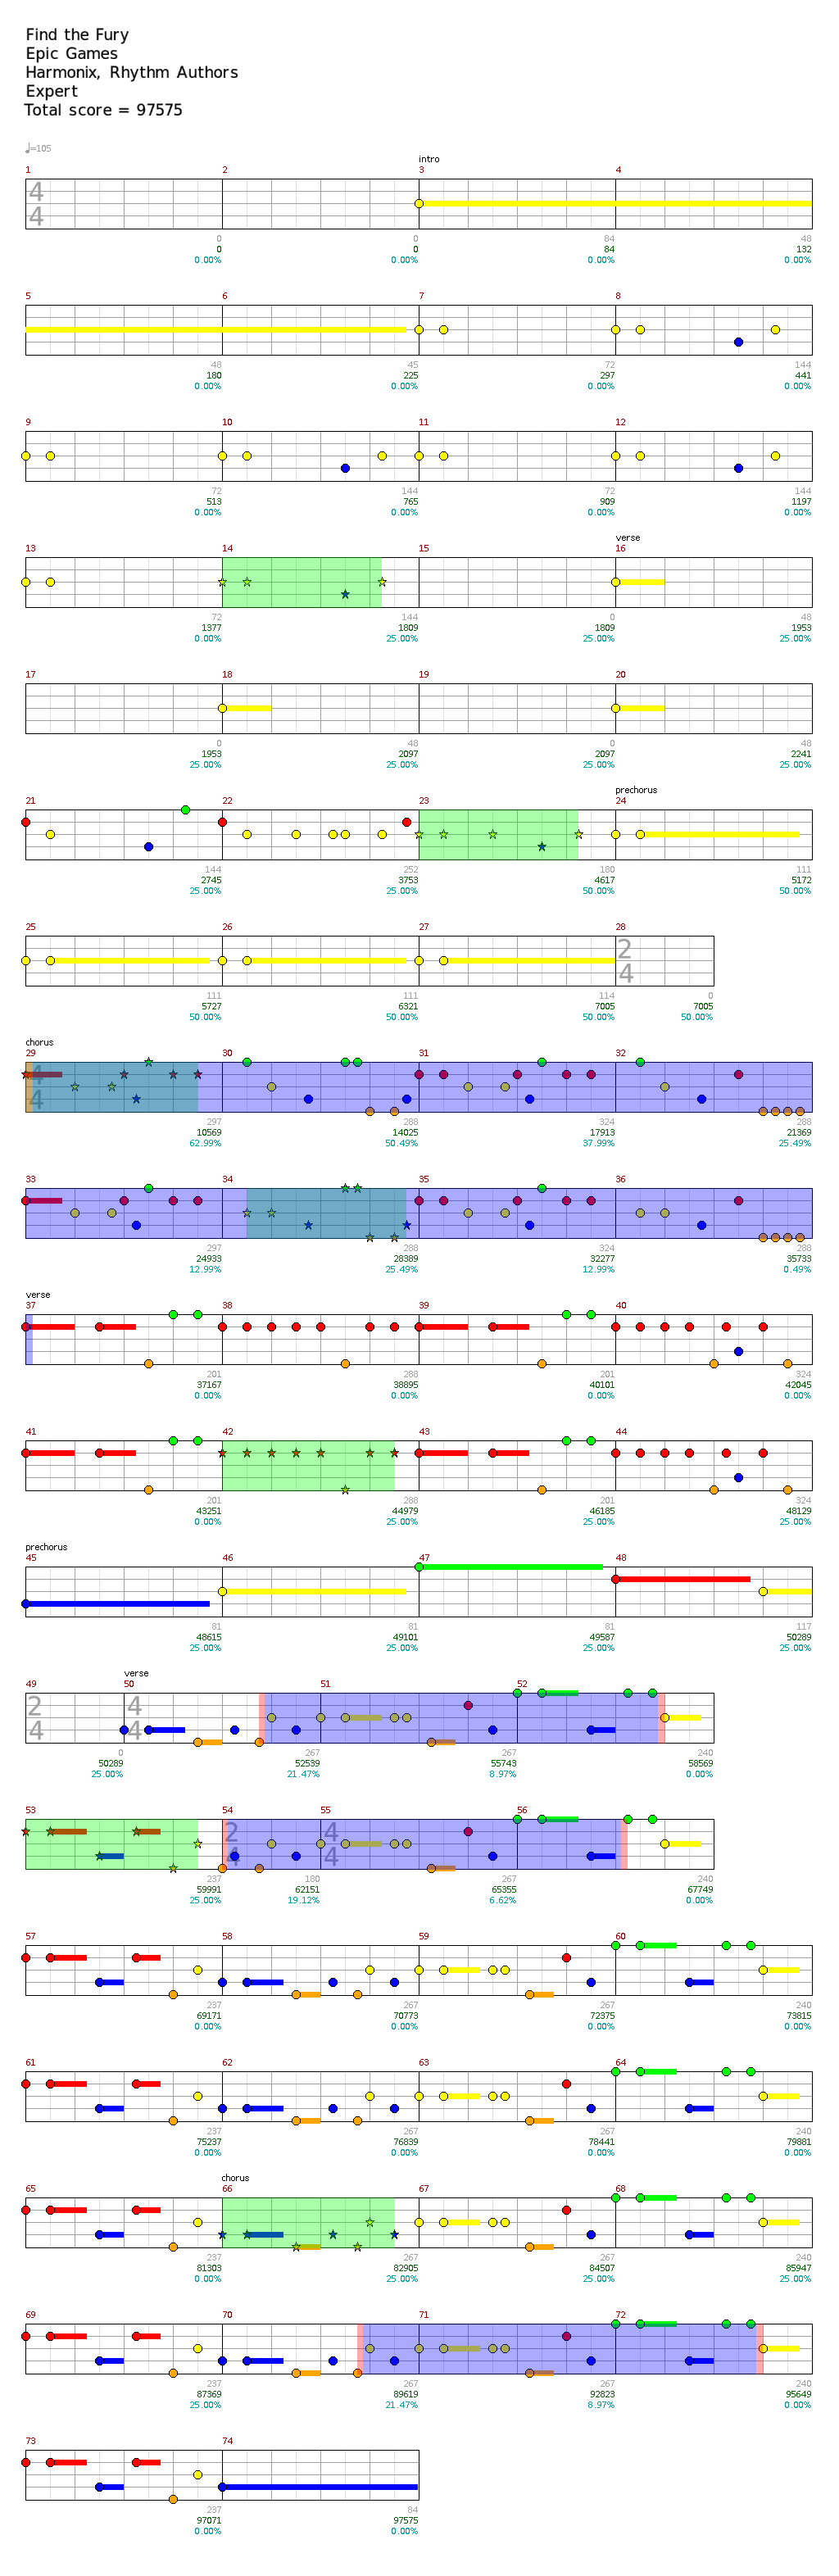 Find the Fury
Epic Games
Harmonix, Rhythm Authors
Expert
Total score = 97575
♩=105
intro
1 2 3 4
4
4
0 0 84 48
0 0 84 132
0.00% 0.00% 0.00% 0.00%
5 6 7 8
48 45 72 144
180 225 297 441
0.00% 0.00% 0.00% 0.00%
9 10 11 12
72 144 72 144
513 765 909 1197
0.00% 0.00% 0.00% 0.00%
verse
13 14 15 16
72 144 0 48
1377 1809 1809 1953
0.00% 25.00% 25.00% 25.00%
17 18 19 20
0 48 0 48
1953 2097 2097 2241
25.00% 25.00% 25.00% 25.00%
prechorus
21 22 23 24
144 252 180 111
2745 3753 4617 5172
25.00% 25.00% 50.00% 50.00%
25 26 27 28
2
4
111 111 114 0
5727 6321 7005 7005
50.00% 50.00% 50.00% 50.00%
chorus
29 30 31 32
4
4
297 288 324 288
10569 14025 17913 21369
62.99% 50.49% 37.99% 25.49%
33 34 35 36
297 288 324 288
24933 28389 32277 35733
12.99% 25.49% 12.99% 0.49%
verse
37 38 39 40
201 288 201 324
37167 38895 40101 42045
0.00% 0.00% 0.00% 0.00%
41 42 43 44
201 288 201 324
43251 44979 46185 48129
0.00% 25.00% 25.00% 25.00%
prechorus
45 46 47 48
81 81 81 117
48615 49101 49587 50289
25.00% 25.00% 25.00% 25.00%
verse
49 50 51 52
2 4
4 4
0 267 267 240
50289 52539 55743 58569
25.00% 21.47% 8.97% 0.00%
53 54 55 56
2 4
4 4
237 180 267 240
59991 62151 65355 67749
25.00% 19.12% 6.62% 0.00%
57 58 59 60
237 267 267 240
69171 70773 72375 73815
0.00% 0.00% 0.00% 0.00%
61 62 63 64
237 267 267 240
75237 76839 78441 79881
0.00% 0.00% 0.00% 0.00%
chorus
65 66 67 68
237 267 267 240
81303 82905 84507 85947
0.00% 25.00% 25.00% 25.00%
69 70 71 72
237 267 267 240
87369 89619 92823 95649
25.00% 21.47% 8.97% 0.00%
73 74
237 84
97071 97575
0.00% 0.00%